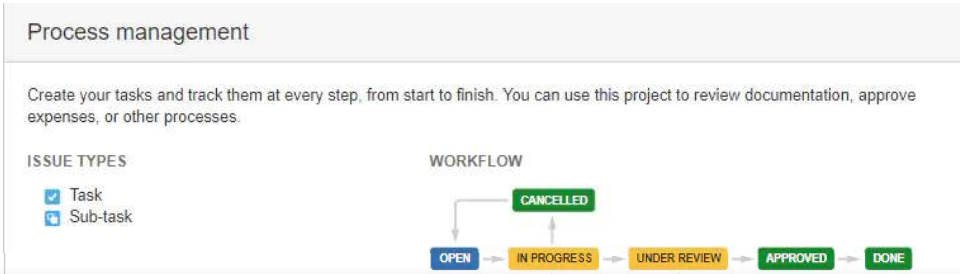 Process management
Create your tasks and track them at every step, from start to finish. You can use this project to review documentation, approve
expenses, or other processes.
ISSUE TYPES
WORKFLOW
Task
Sub-task
CANCELLED
OPEN
IN PROGRESS
UNDER REVIEW
APPROVED
DONE